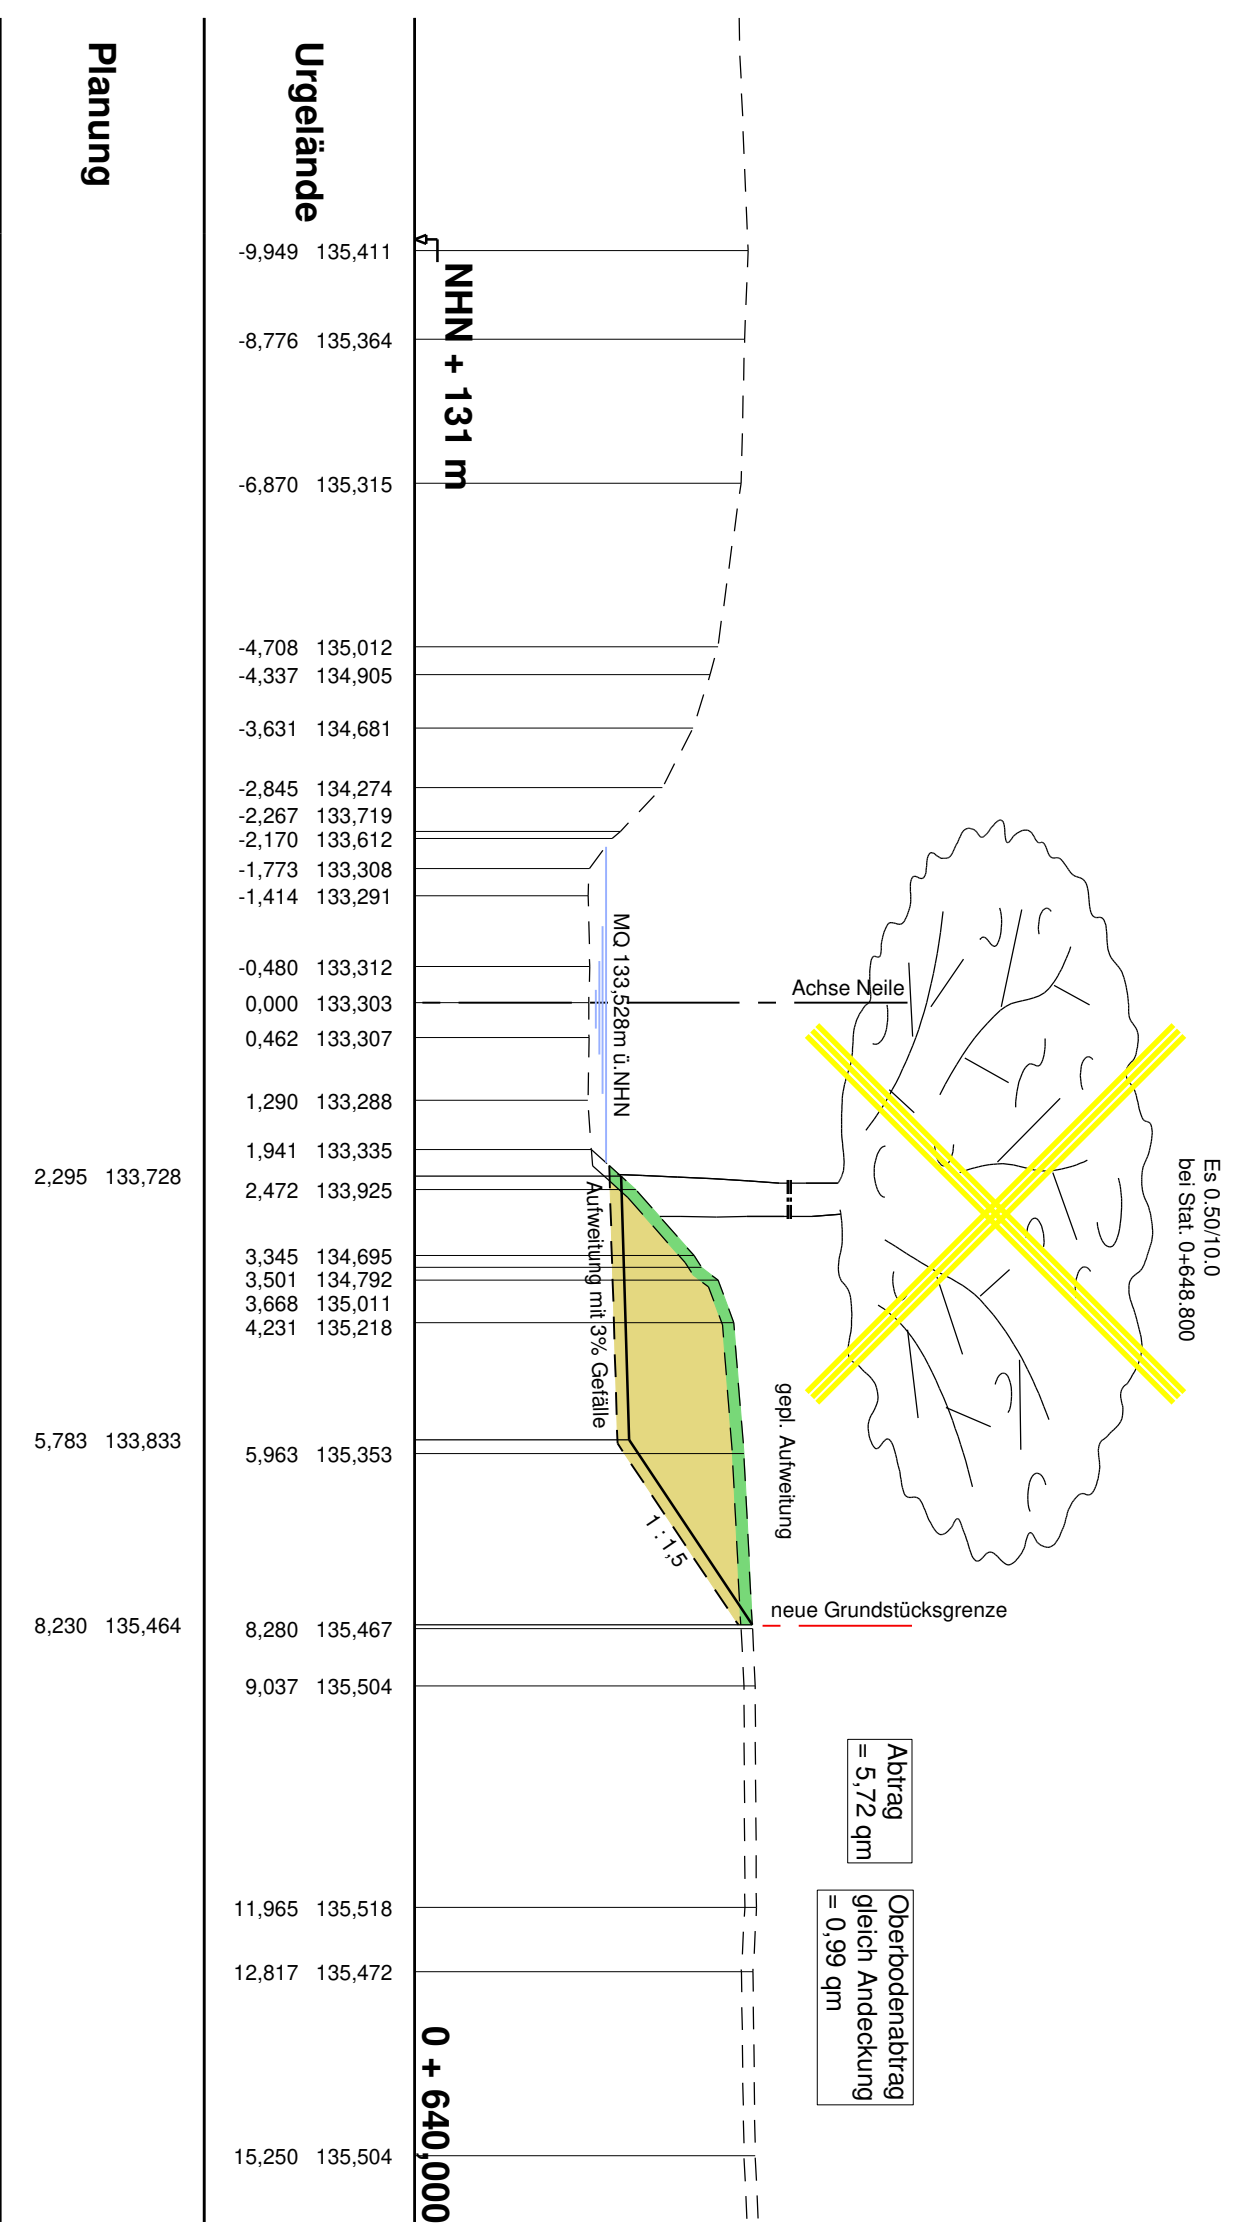 Es 0.50/10.0
bei Stat. 0+648.800
Achse Neile
gepl. Aufweitung
neue Grundstücksgrenze
Abtrag
= 5,72 qm
Oberbodenabtrag
gleich Andeckung
= 0,99 qm
MQ 133,528m ü.NHN
Aufweitung mit 3% Gefälle
1 : 1,5
NHN + 131 m
0 + 640,000
Urgelände
-9,949 135,411
-8,776 135,364
-6,870 135,315
-4,708 135,012
-4,337 134,905
-3,631 134,681
-2,845 134,274
-2,267 133,719
-2,170 133,612
-1,773 133,308
-1,414 133,291
-0,480 133,312
0,000 133,303
0,462 133,307
1,290 133,288
1,941 133,335
2,472 133,925
3,345 134,695
3,501 134,792
3,668 135,011
4,231 135,218
5,963 135,353
8,280 135,467
9,037 135,504
11,965 135,518
12,817 135,472
15,250 135,504
Planung
2,295 133,728
5,783 133,833
8,230 135,464